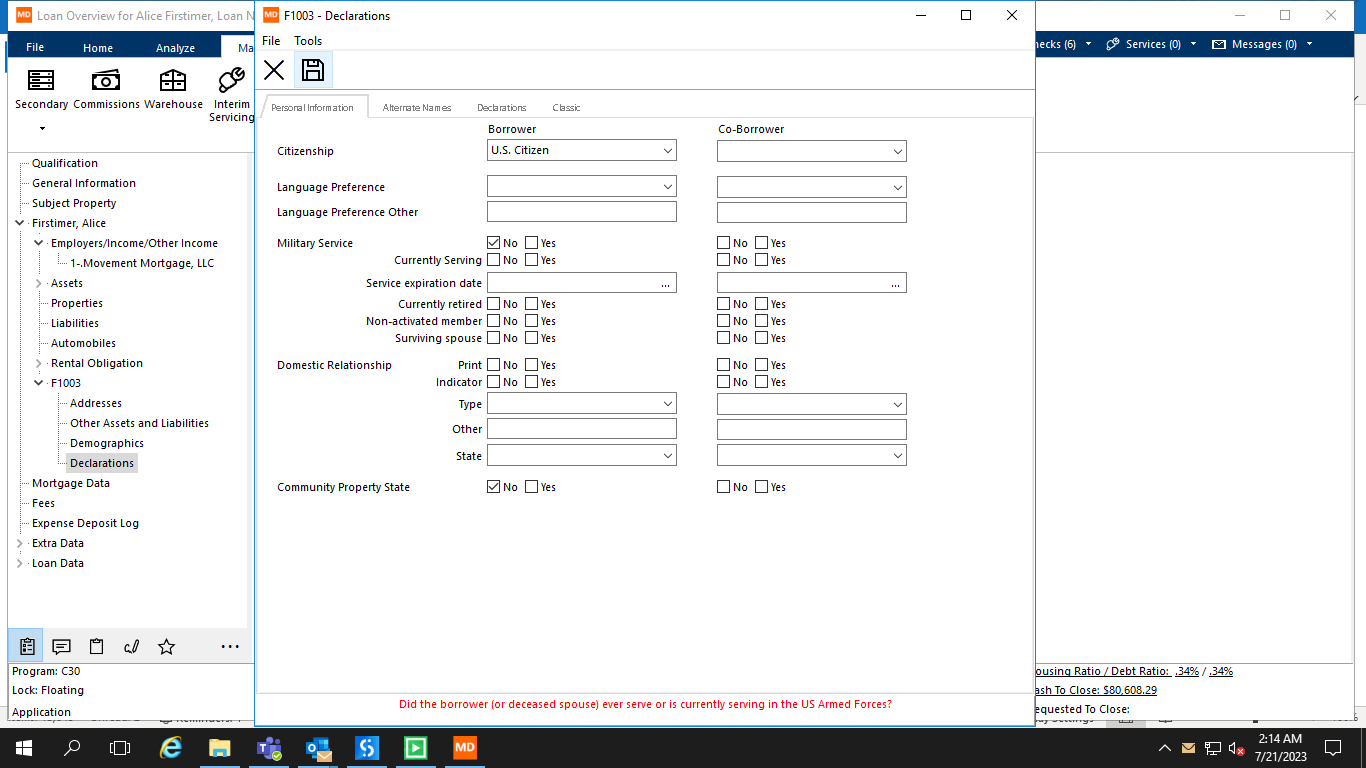 MD Loan Overview for Alice Firstimer, Loan N
MD F1003 - Declarations
File Home Analyze Ma
File Tools
hecks (6) Services (0) Messages (0)
Secondary Commissions Warehouse Interim
Servicing
Personal Information Alternate Names Declarations Classic
Borrower Co-Borrower
Citizenship U.S. Citizen
Language Preference
Language Preference Other
Military Service No Yes No Yes
Currently Serving No Yes No Yes
Service expiration date ... ...
Currently retired No Yes No Yes
Non-activated member No Yes No Yes
Surviving spouse No Yes No Yes
Domestic Relationship Print No Yes No Yes
Indicator No Yes No Yes
Type
Other
State
Community Property State No Yes No Yes
Did the borrower (or deceased spouse) ever serve or is currently serving in the US Armed Forces?
Qualification
General Information
Subject Property
Firstimer, Alice
Employers/Income/Other Income
1-.Movement Mortgage, LLC
Assets
Properties
Liabilities
Automobiles
Rental Obligation
F1003
Addresses
Other Assets and Liabilities
Demographics
Declarations
Mortgage Data
Fees
Expense Deposit Log
Extra Data
Loan Data
Program: C30
Lock: Floating
Application
ousing Ratio / Debt Ratio: .34% / .34%
ash To Close: $80,608.29
equested To Close:
MD
2:14 AM
7/21/2023